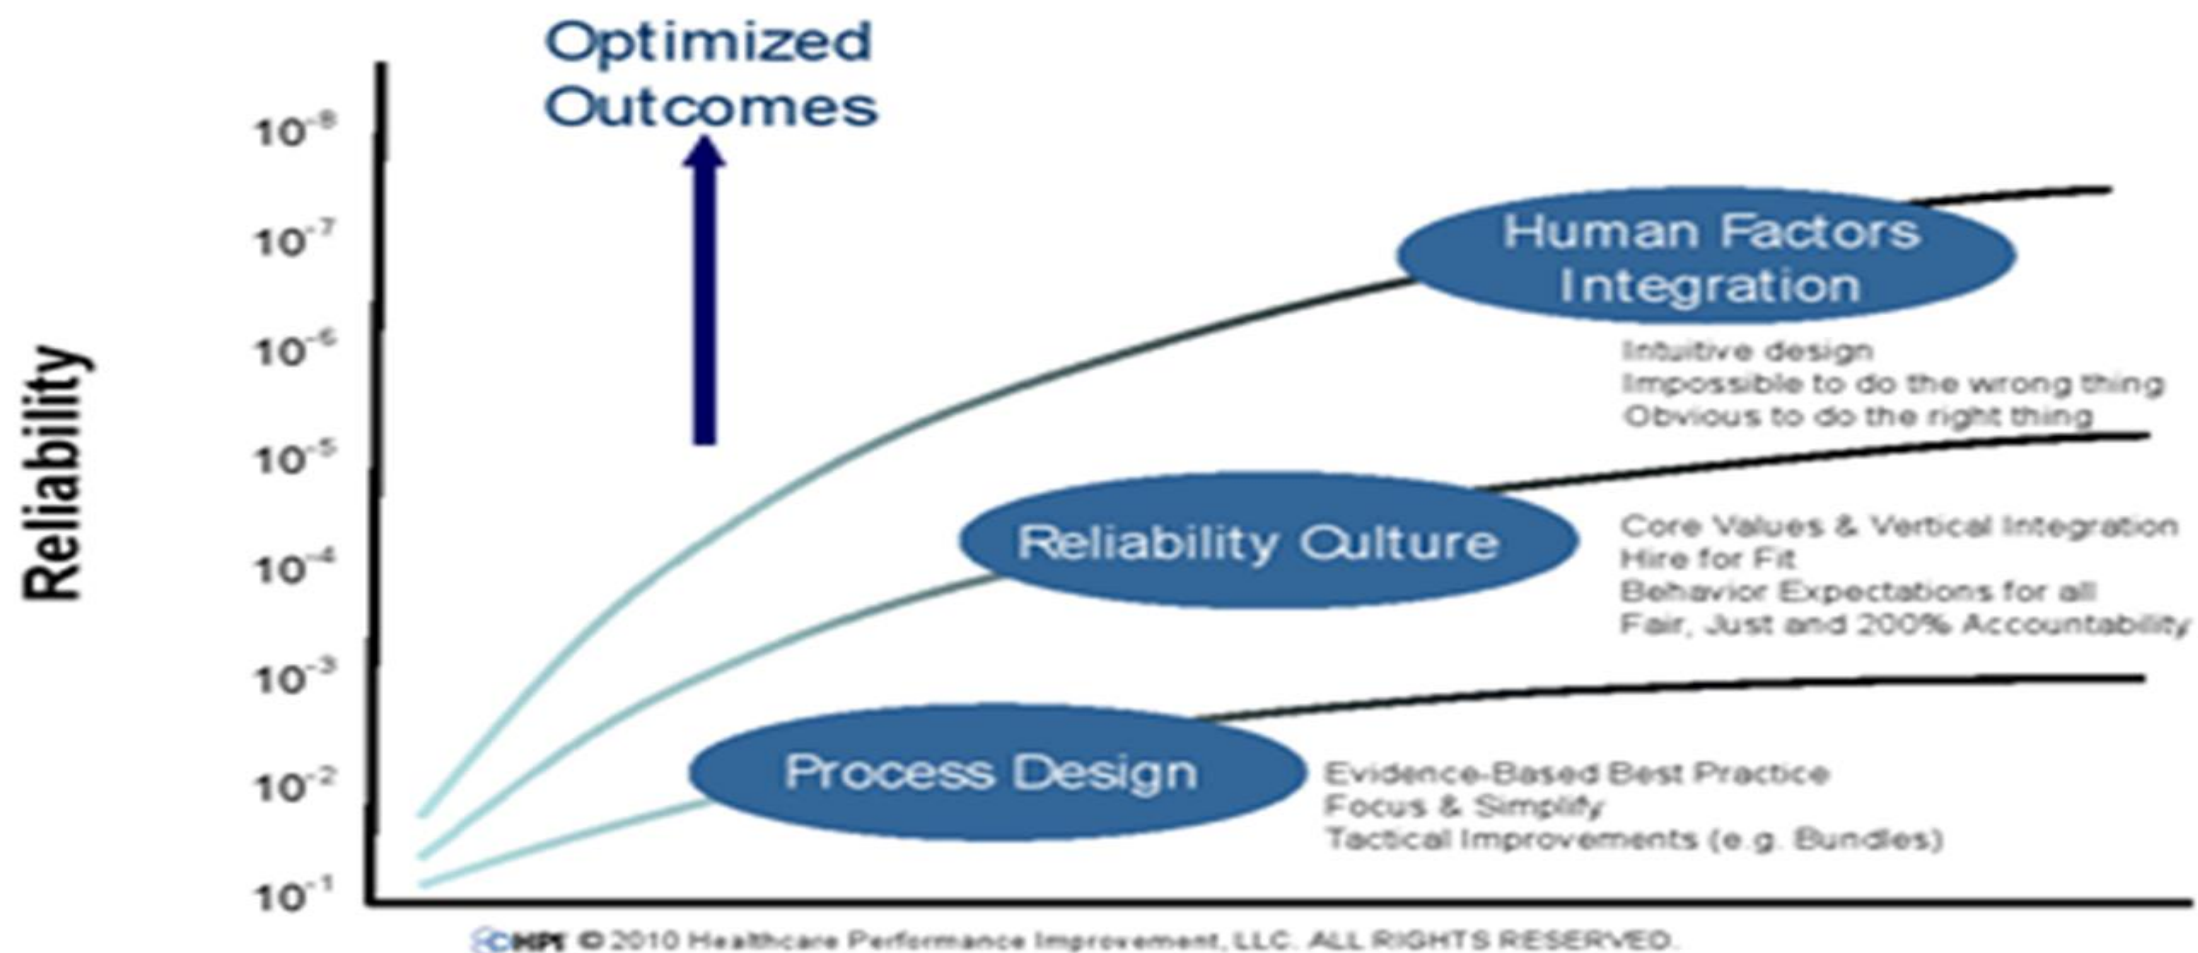 Optimized
Outcomes
Reliability
10-8
10-7
10-6
10-5
10-4
10-3
10-2
10-1
Human Factors
Integration
Intuitive design
Impossible to do the wrong thing
Obvious to do the right thing
Reliability Culture
Core Values & Vertical Integration
Hire for Fit
Behavior Expectations for all
Fair, Just and 200% Accountability
Process Design
Evidence-Based Best Practice
Focus & Simplify
Tactical Improvements (e.g. Bundles)
HPI © 2010 Healthcare Performance Improvement, LLC. ALL RIGHTS RESERVED.